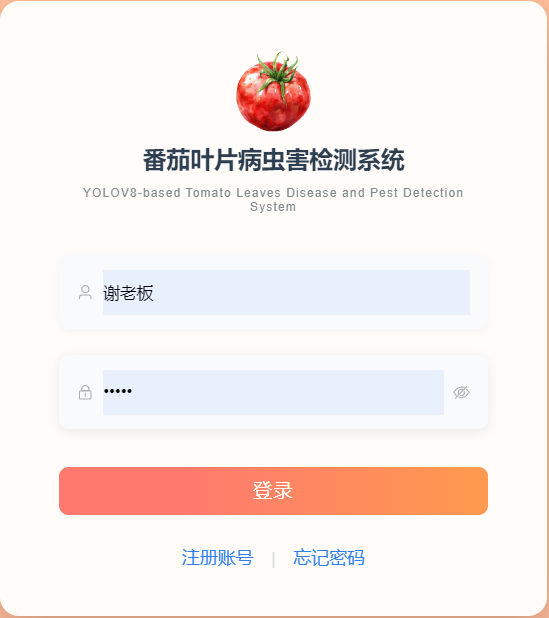 番茄叶片病虫害检测系统
YOLOV8-based Tomato Leaves Disease and Pest Detection
System
谢老板
•••••
登录
注册账号 | 忘记密码